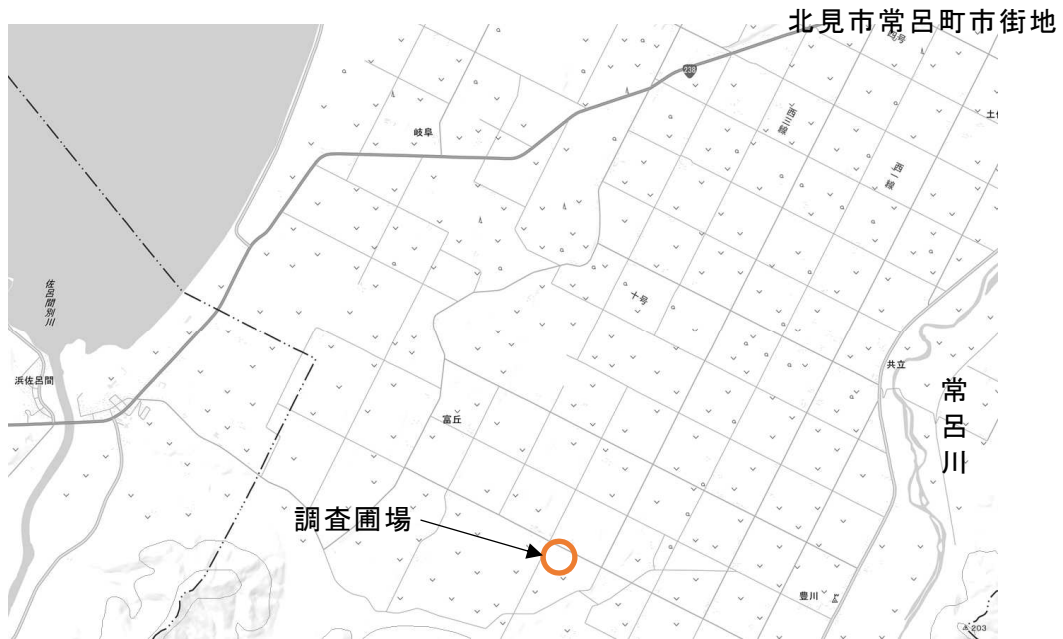 北見市常呂町市街地
四号
238
岐阜
西三線
西一線
佐呂間別川
十号
浜佐呂間
共立
常呂川
富丘
調査圃場
豊川
203